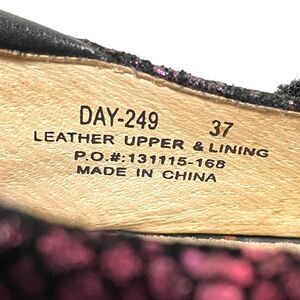 DAY-249 37
LEATHER UPPER & LINING
P.O.#:131115-168
MADE IN CHINA